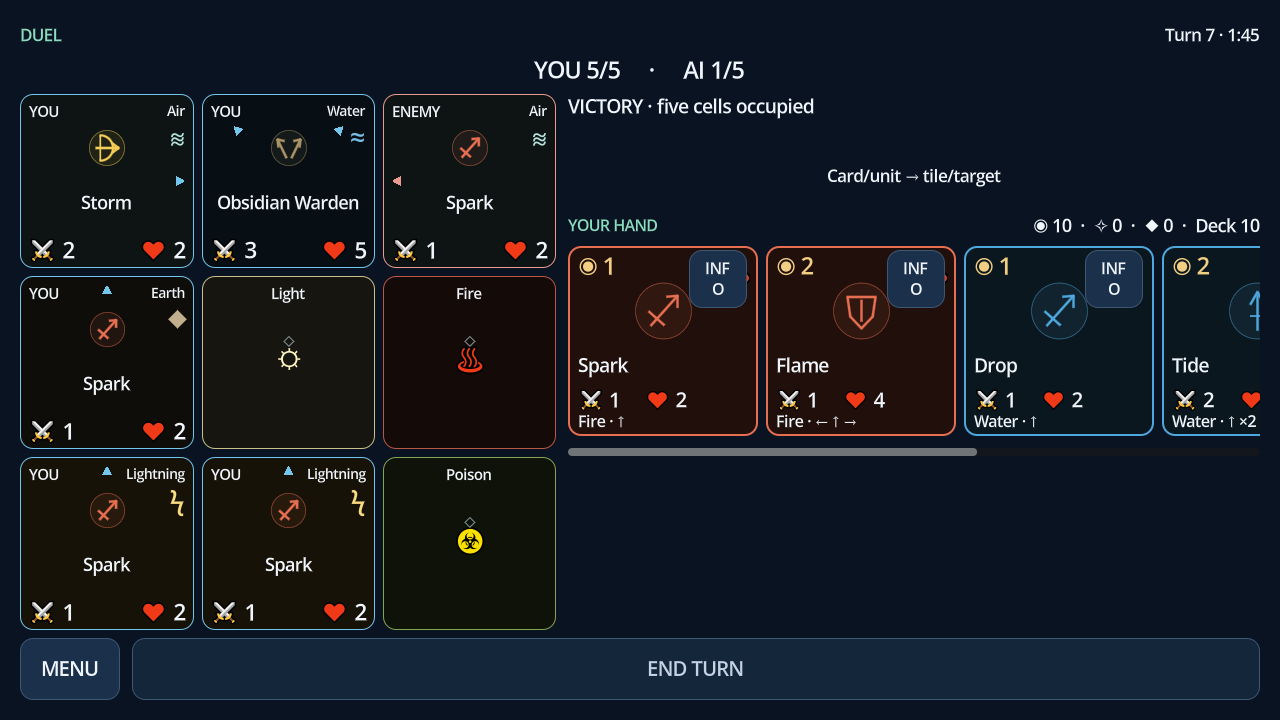 DUEL
Turn 7 · 1:45
YOU 5/5 · AI 1/5
YOU Air
Storm
2 2
YOU Water
Obsidian Warden
3 5
ENEMY Air
Spark
1 2
VICTORY · five cells occupied
Card/unit → tile/target
YOUR HAND
10 · 0 · 0 · Deck 10
YOU Earth
Spark
1 2
Light
Fire
1
INF
O
Spark
1 2
Fire · ↑
2
INF
O
Flame
1 4
Fire · ← ↑ →
1
INF
O
Drop
1 2
Water · ↑
2
Tide
2
Water · ↑ ×2
YOU Lightning
Spark
1 2
YOU Lightning
Spark
1 2
Poison
MENU
END TURN